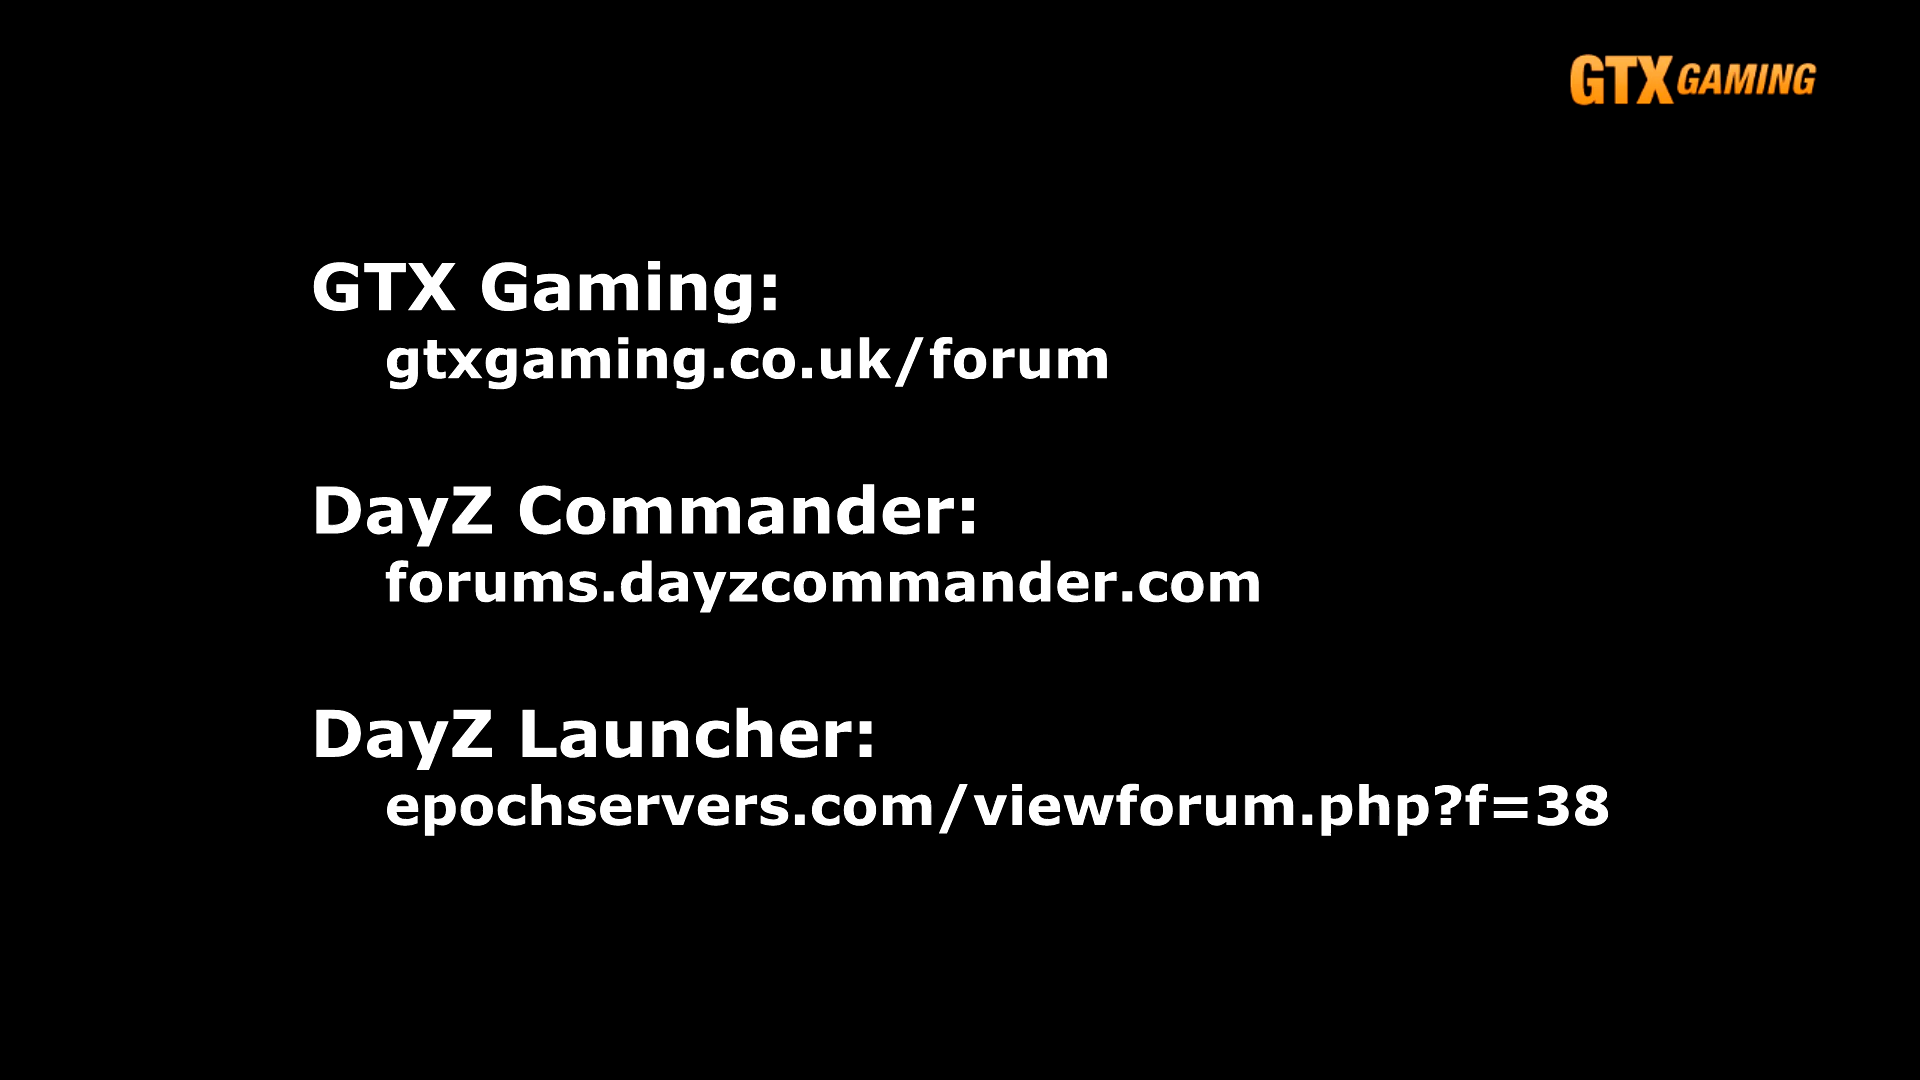 GTX GAMING
GTX Gaming:
gtxgaming.co.uk/forum
DayZ Commander:
forums.dayzcommander.com
DayZ Launcher:
epochservers.com/viewforum.php?f=38